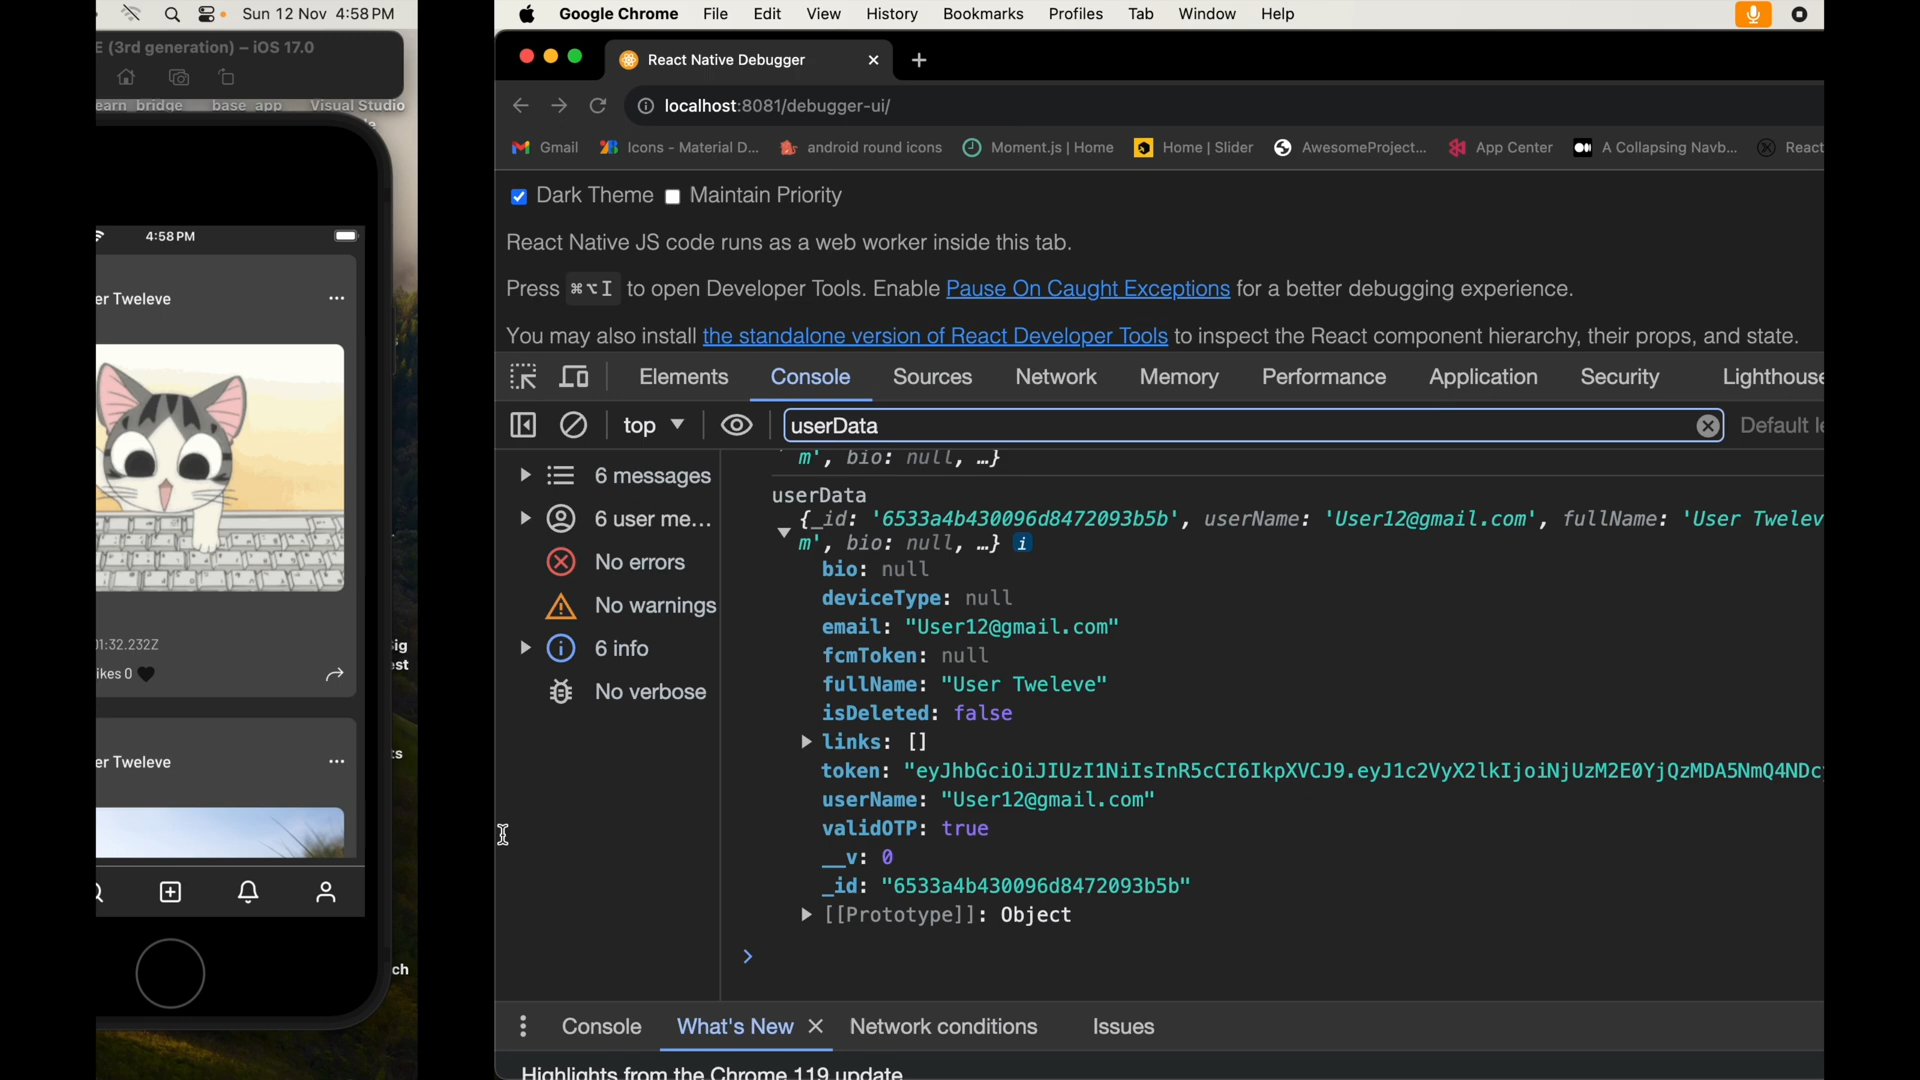 Sun 12 Nov 4:58 PM
E (3rd generation) – iOS 17.0
earn_bridge base_app Visual Studio
4:58 PM
er Tweleve
01:32.232Z
ikes 0
er Tweleve
ig
est
ts
ch
Google Chrome File Edit View History Bookmarks Profiles Tab Window Help
React Native Debugger
localhost:8081/debugger-ui/
Gmail Icons - Material D... android round icons Moment.js | Home Home | Slider AwesomeProject... App Center A Collapsing Navb... React
Dark Theme Maintain Priority
React Native JS code runs as a web worker inside this tab.
Press ⌘⌥I to open Developer Tools. Enable Pause On Caught Exceptions for a better debugging experience.
You may also install the standalone version of React Developer Tools to inspect the React component hierarchy, their props, and state.
Elements Console Sources Network Memory Performance Application Security Lighthouse
top userData Default le
6 messages
6 user me...
No errors
No warnings
6 info
No verbose
m', bio: null, …}
userData
{_id: '6533a4b430096d8472093b5b', userName: 'User12@gmail.com', fullName: 'User Twelev
m', bio: null, …} i
bio: null
deviceType: null
email: "User12@gmail.com"
fcmToken: null
fullName: "User Tweleve"
isDeleted: false
links: []
token: "eyJhbGciOiJIUzI1NiIsInR5cCI6IkpXVCJ9.eyJ1c2VyX2lkIjoiNjUzM2E0YjQzMDA5NmQ4NDc
userName: "User12@gmail.com"
validOTP: true
__v: 0
_id: "6533a4b430096d8472093b5b"
[[Prototype]]: Object
Console What's New Network conditions Issues
Highlights from the Chrome 119 update